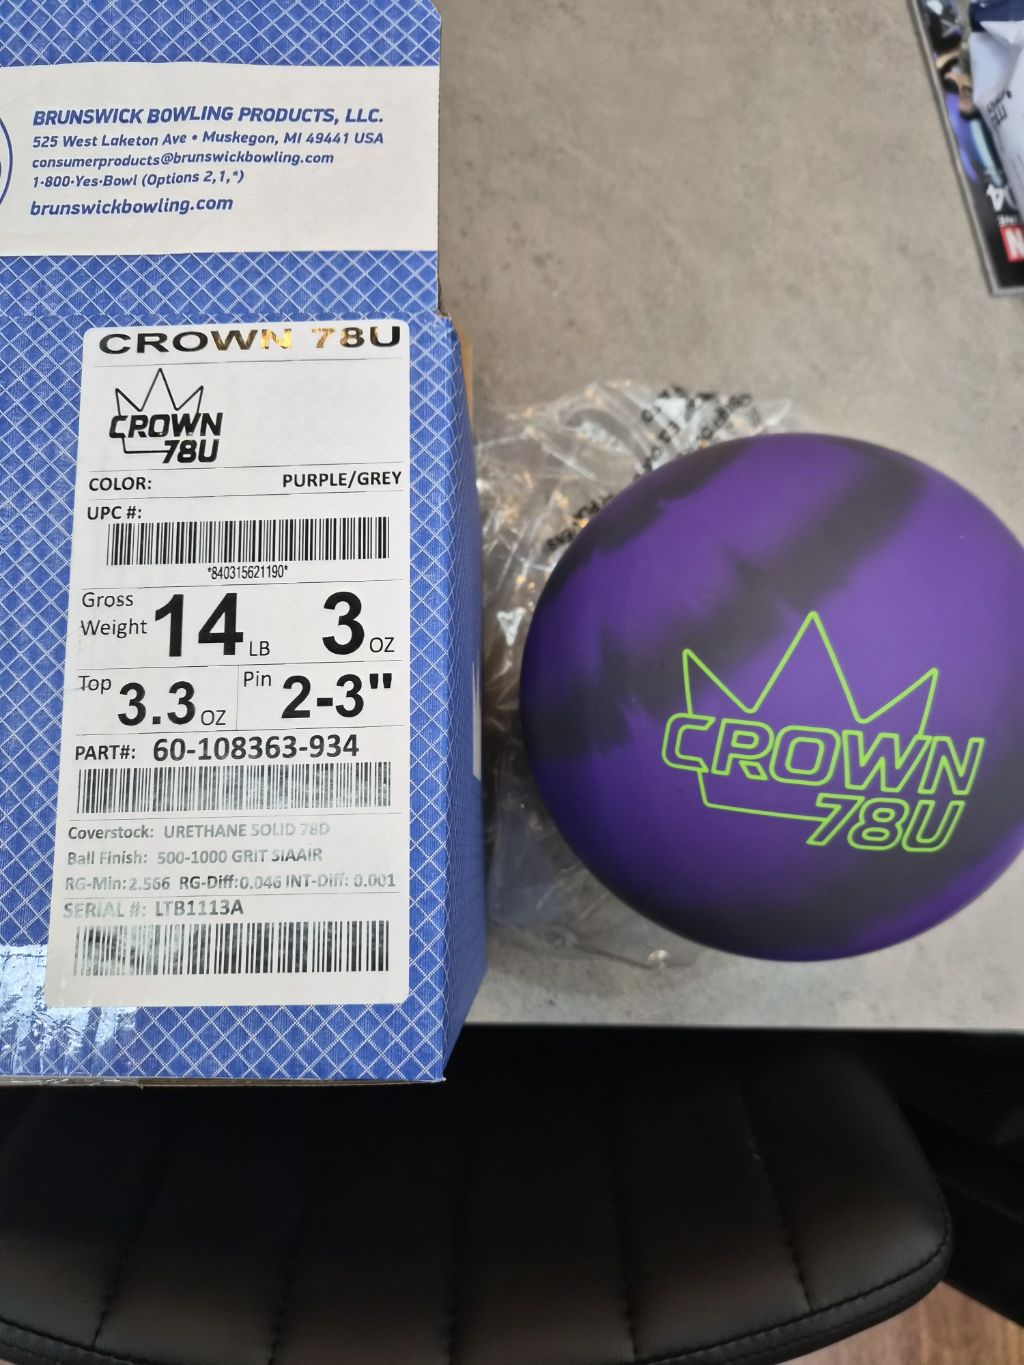 BRUNSWICK BOWLING PRODUCTS, LLC.
525 West Laketon Ave • Muskegon, MI 49441 USA
consumerproducts@brunswickbowling.com
1-800-Yes-Bowl (Options 2,1,*)
brunswickbowling.com
CROWN 78U
CROWN
78U
COLOR: PURPLE/GREY
UPC #:
*840315621190*
Gross Weight 14 LB 3 OZ
Top 3.3 OZ Pin 2-3"
PART#: 60-108363-934
Coverstock: URETHANE SOLID 78D
Ball Finish: 500-1000 GRIT SIAAIR
RG-Min: 2.566 RG-Diff: 0.046 INT-Diff: 0.001
SERIAL #: LTB1113A
CROWN
78U